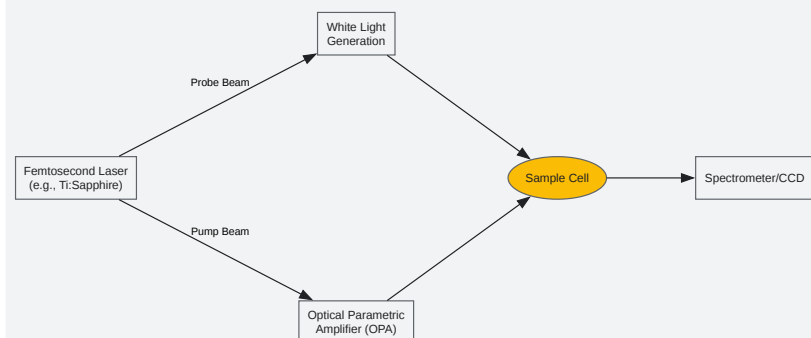 White Light
Generation
Probe Beam
Femtosecond Laser
(e.g., Ti:Sapphire)
Sample Cell
Spectrometer/CCD
Pump Beam
Optical Parametric
Amplifier (OPA)